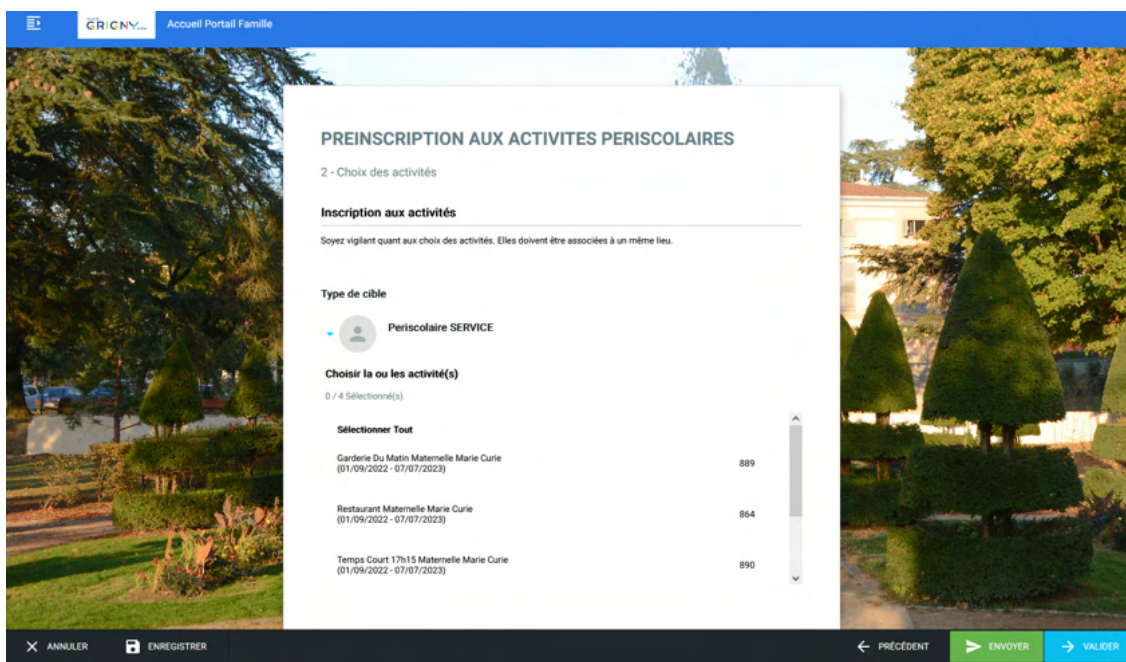 GRIGNY
Accueil Portail Famille
PREINSCRIPTION AUX ACTIVITES PERISCOLAIRES
2 - Choix des activités
Inscription aux activités
Soyez vigilant quant aux choix des activités. Elles doivent être associées à un même lieu.
Type de cible
Periscolaire SERVICE
Choisir la ou les activité(s)
0 / 4 Sélectionné(s)
Sélectionner Tout
Garderie Du Matin Maternelle Marie Curie
(01/09/2022 - 07/07/2023)
889
Restaurant Maternelle Marie Curie
(01/09/2022 - 07/07/2023)
864
Temps Court 17h15 Maternelle Marie Curie
(01/09/2022 - 07/07/2023)
890
ANNULER
ENREGISTRER
PRÉCÉDENT
ENVOYER
VALIDER